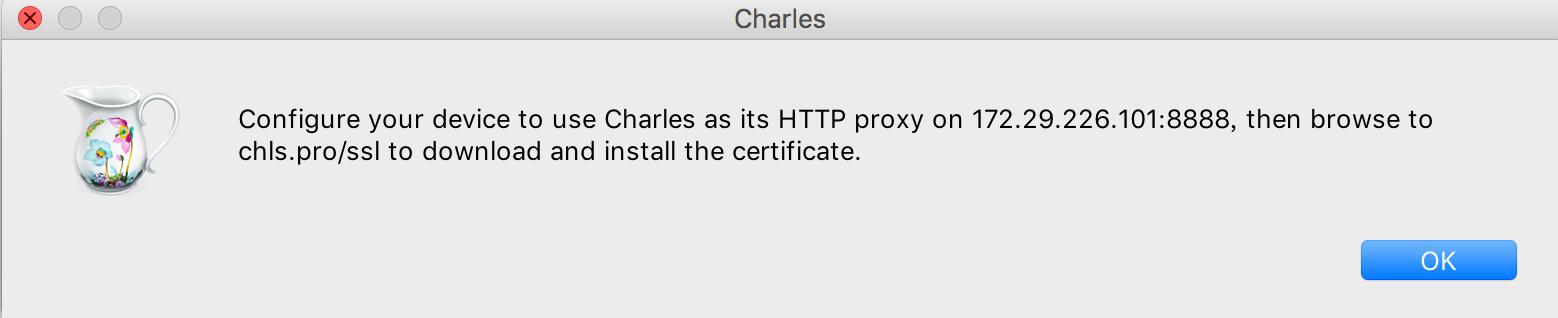 Charles
Configure your device to use Charles as its HTTP proxy on 172.29.226.101:8888, then browse to
chls.pro/ssl to download and install the certificate.
OK